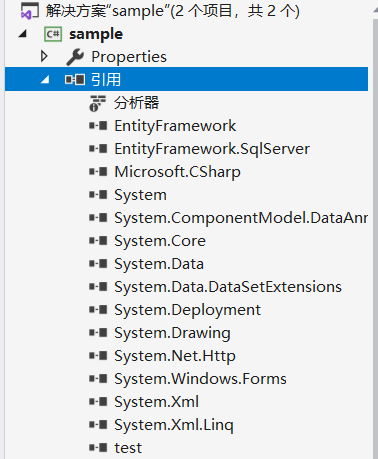 解决方案“sample”(2 个项目，共 2 个)
C# sample
Properties
引用
分析器
EntityFramework
EntityFramework.SqlServer
Microsoft.CSharp
System
System.ComponentModel.DataAnn
System.Core
System.Data
System.Data.DataSetExtensions
System.Deployment
System.Drawing
System.Net.Http
System.Windows.Forms
System.Xml
System.Xml.Linq
test